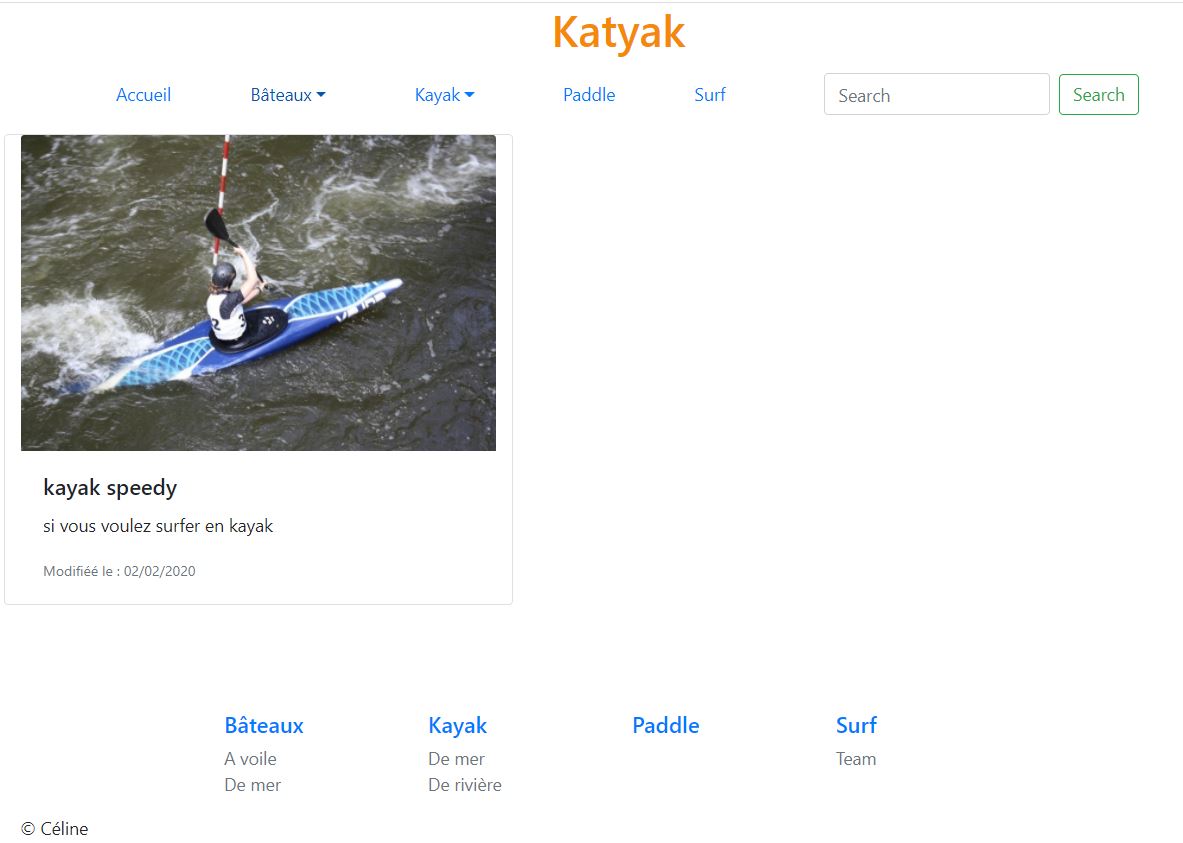 Katyak
Accueil Bâteaux Kayak Paddle Surf Search Search
kayak speedy
si vous voulez surfer en kayak
Modifiéé le : 02/02/2020
Bâteaux Kayak Paddle Surf
A voile De mer Team
De mer De rivière
© Céline